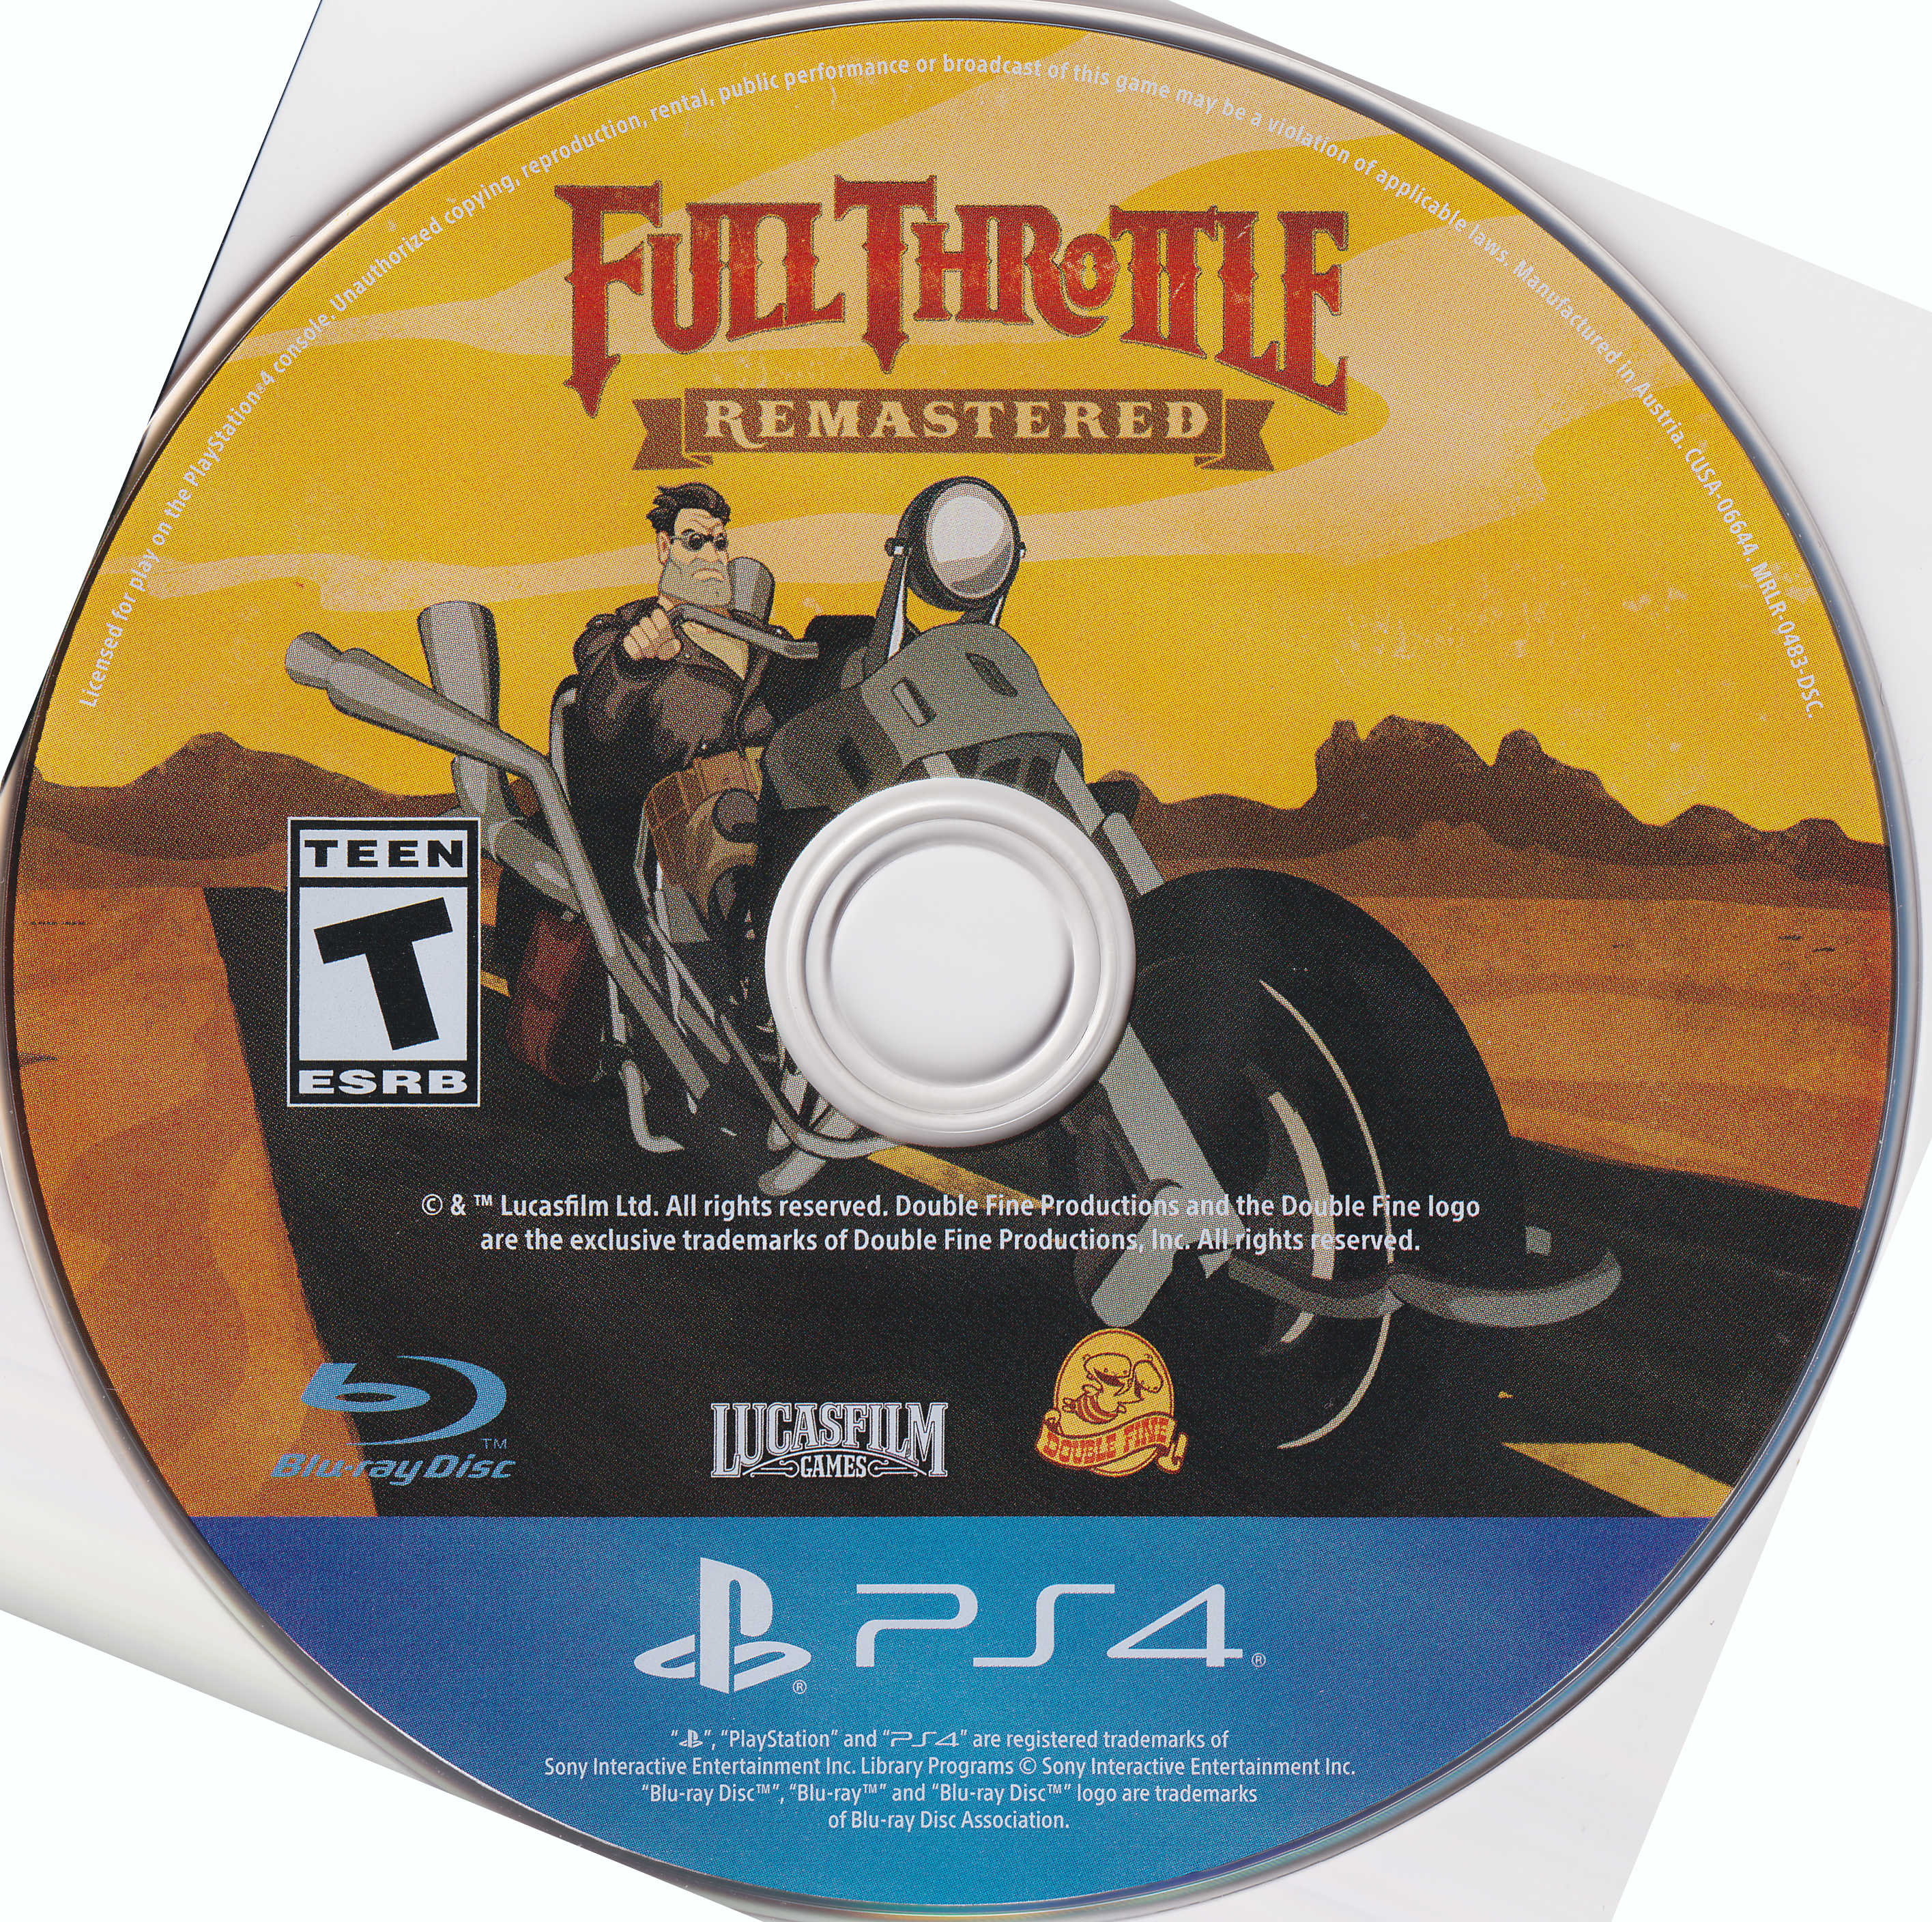 Licensed for play on the PlayStation®4 console. Unauthorized copying, reproduction, rental, public performance or broadcast of this game may be a violation of applicable laws. Manufactured in Austria. CUSA-06644. MRLR-0483-DSC.
FULL THROTTLE
REMASTERED
TEEN
T
ESRB
© & ™ Lucasfilm Ltd. All rights reserved. Double Fine Productions and the Double Fine logo
are the exclusive trademarks of Double Fine Productions, Inc. All rights reserved.
Blu-ray Disc™
LUCASFILM
GAMES
DOUBLE FINE
PS4®
"PS", "PlayStation" and "PS4" are registered trademarks of
Sony Interactive Entertainment Inc. Library Programs © Sony Interactive Entertainment Inc.
"Blu-ray Disc™", "Blu-ray™" and "Blu-ray Disc™" logo are trademarks
of Blu-ray Disc Association.